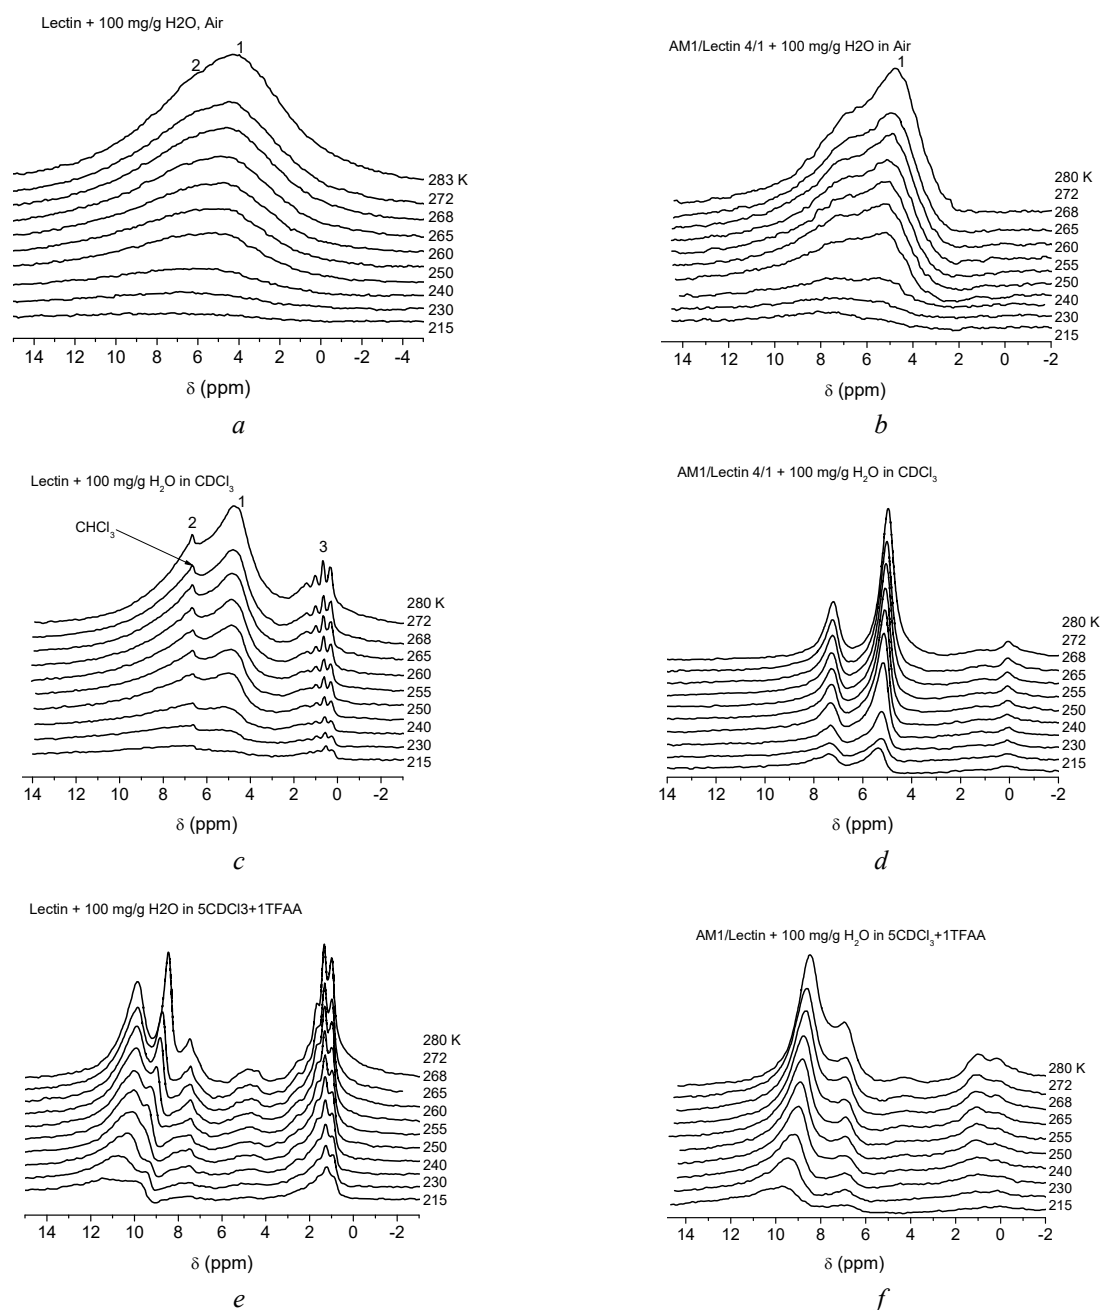 Lectin + 100 mg/g H2O, Air
1
2
283 K
272
268
265
260
250
240
230
215
14 12 10 8 6 4 2 0 -2 -4
δ (ppm)
a
AM1/Lectin 4/1 + 100 mg/g H2O in Air
1
280 K
272
268
265
260
255
250
240
230
215
14 12 10 8 6 4 2 0 -2
δ (ppm)
b
Lectin + 100 mg/g H₂O in CDCl₃
1
2
CHCl₃
3
280 K
272
268
265
260
255
250
240
230
215
14 12 10 8 6 4 2 0 -2
δ (ppm)
c
AM1/Lectin 4/1 + 100 mg/g H₂O in CDCl₃
280 K
272
268
265
255
250
240
230
215
14 12 10 8 6 4 2 0 -2
δ (ppm)
d
Lectin + 100 mg/g H2O in 5CDCl3+1TFAA
280 K
272
268
265
260
255
250
240
230
215
14 12 10 8 6 4 2 0 -2
δ (ppm)
e
AM1/Lectin + 100 mg/g H₂O in 5CDCl₃+1TFAA
280 K
272
268
265
255
250
240
230
215
14 12 10 8 6 4 2 0 -2
δ (ppm)
f